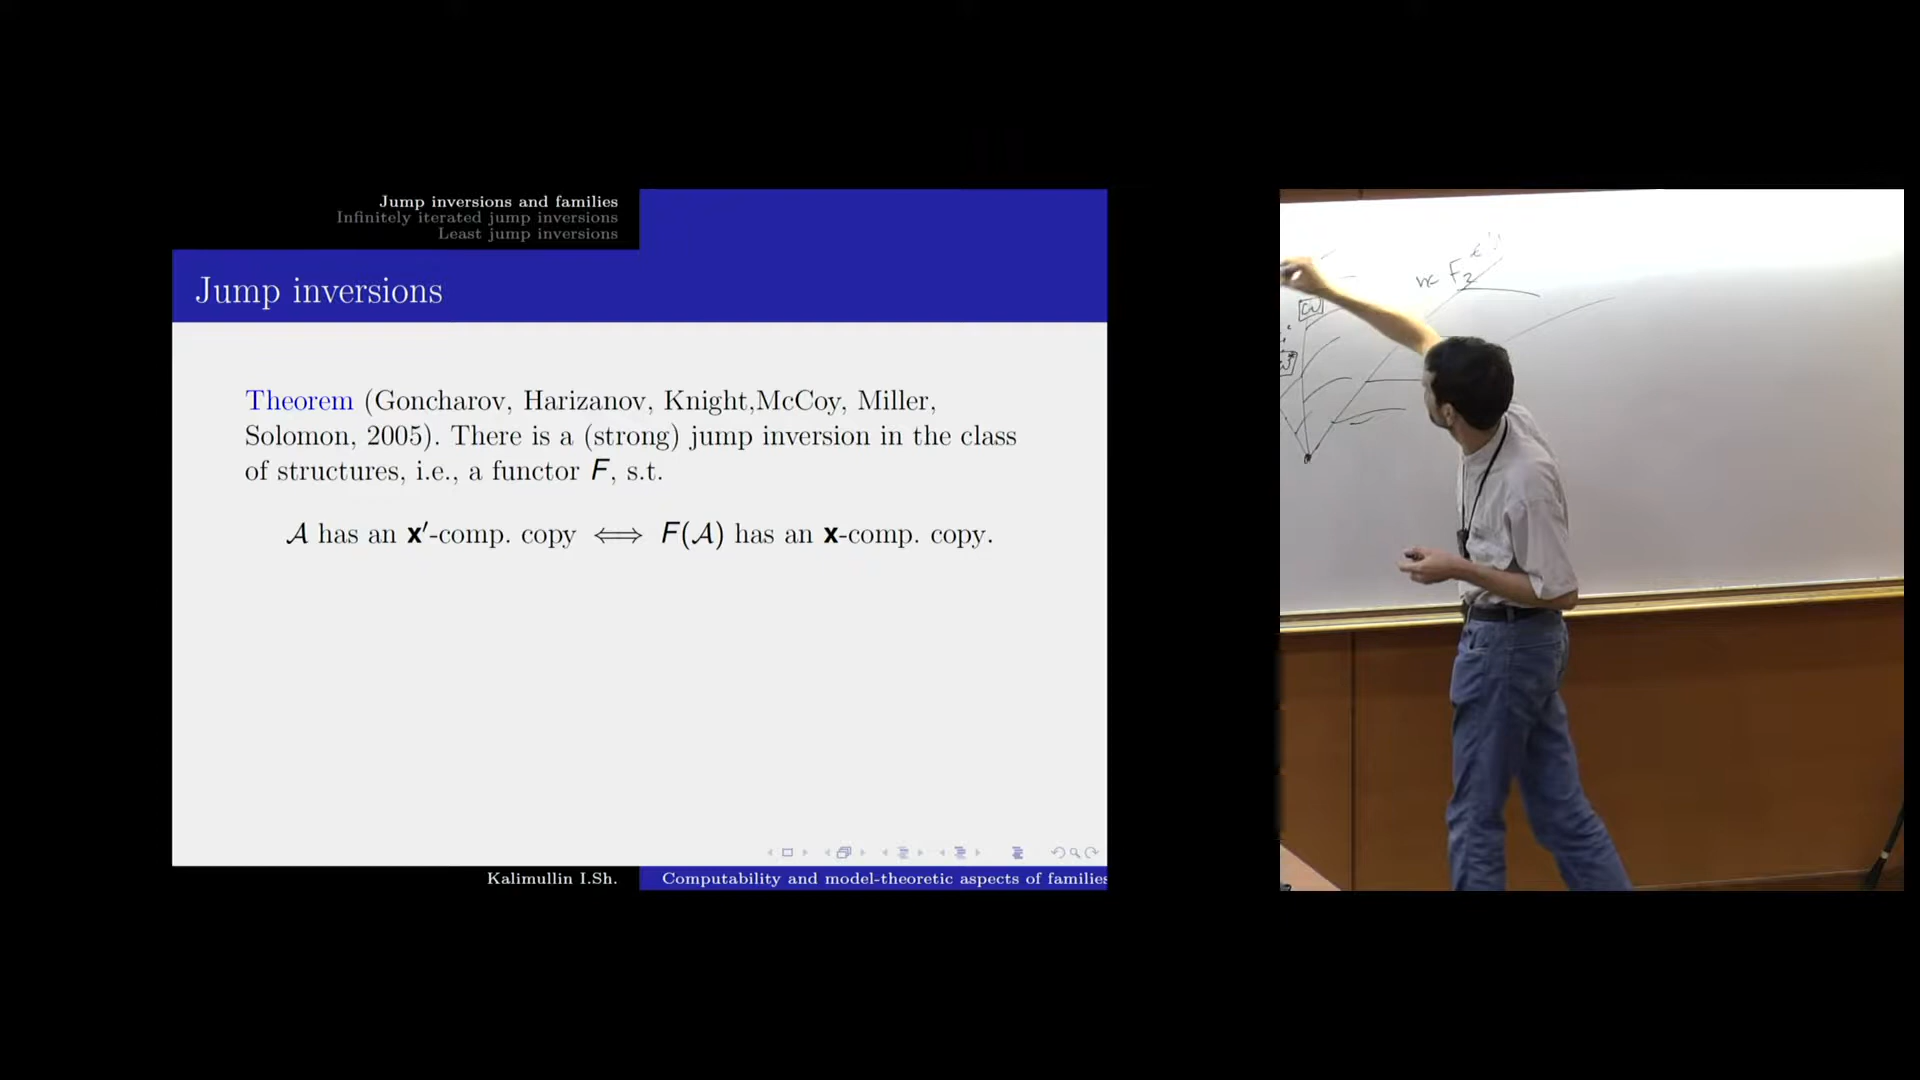 Jump inversions and families
Infinitely iterated jump inversions
Least jump inversions
Jump inversions
Theorem (Goncharov, Harizanov, Knight,McCoy, Miller,
Solomon, 2005). There is a (strong) jump inversion in the class
of structures, i.e., a functor F, s.t.
𝒜 has an x′-comp. copy ⟺ F(𝒜) has an x-comp. copy.
Kalimullin I.Sh.
Computability and model-theoretic aspects of families